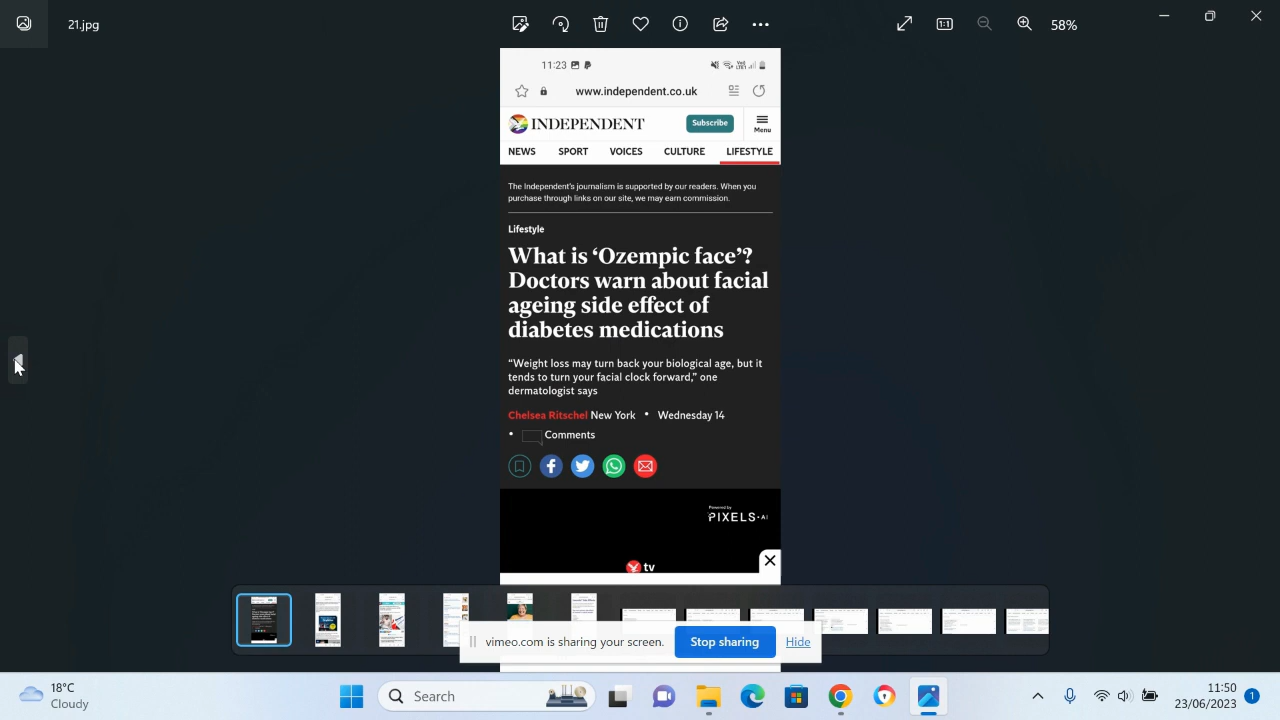 21.jpg
58%
11:23
www.independent.co.uk
INDEPENDENT
Subscribe
Menu
NEWS SPORT VOICES CULTURE LIFESTYLE
The Independent's journalism is supported by our readers. When you
purchase through links on our site, we may earn commission.
Lifestyle
What is ‘Ozempic face’?
Doctors warn about facial
ageing side effect of
diabetes medications
“Weight loss may turn back your biological age, but it
tends to turn your facial clock forward,” one
dermatologist says
Chelsea Ritschel New York • Wednesday 14
• Comments
Powered by
PIXELS.AI
tv
vimeo.com is sharing your screen.
Stop sharing
Hide
18°C
Cloudy
Search
11:50
23/06/2023
1